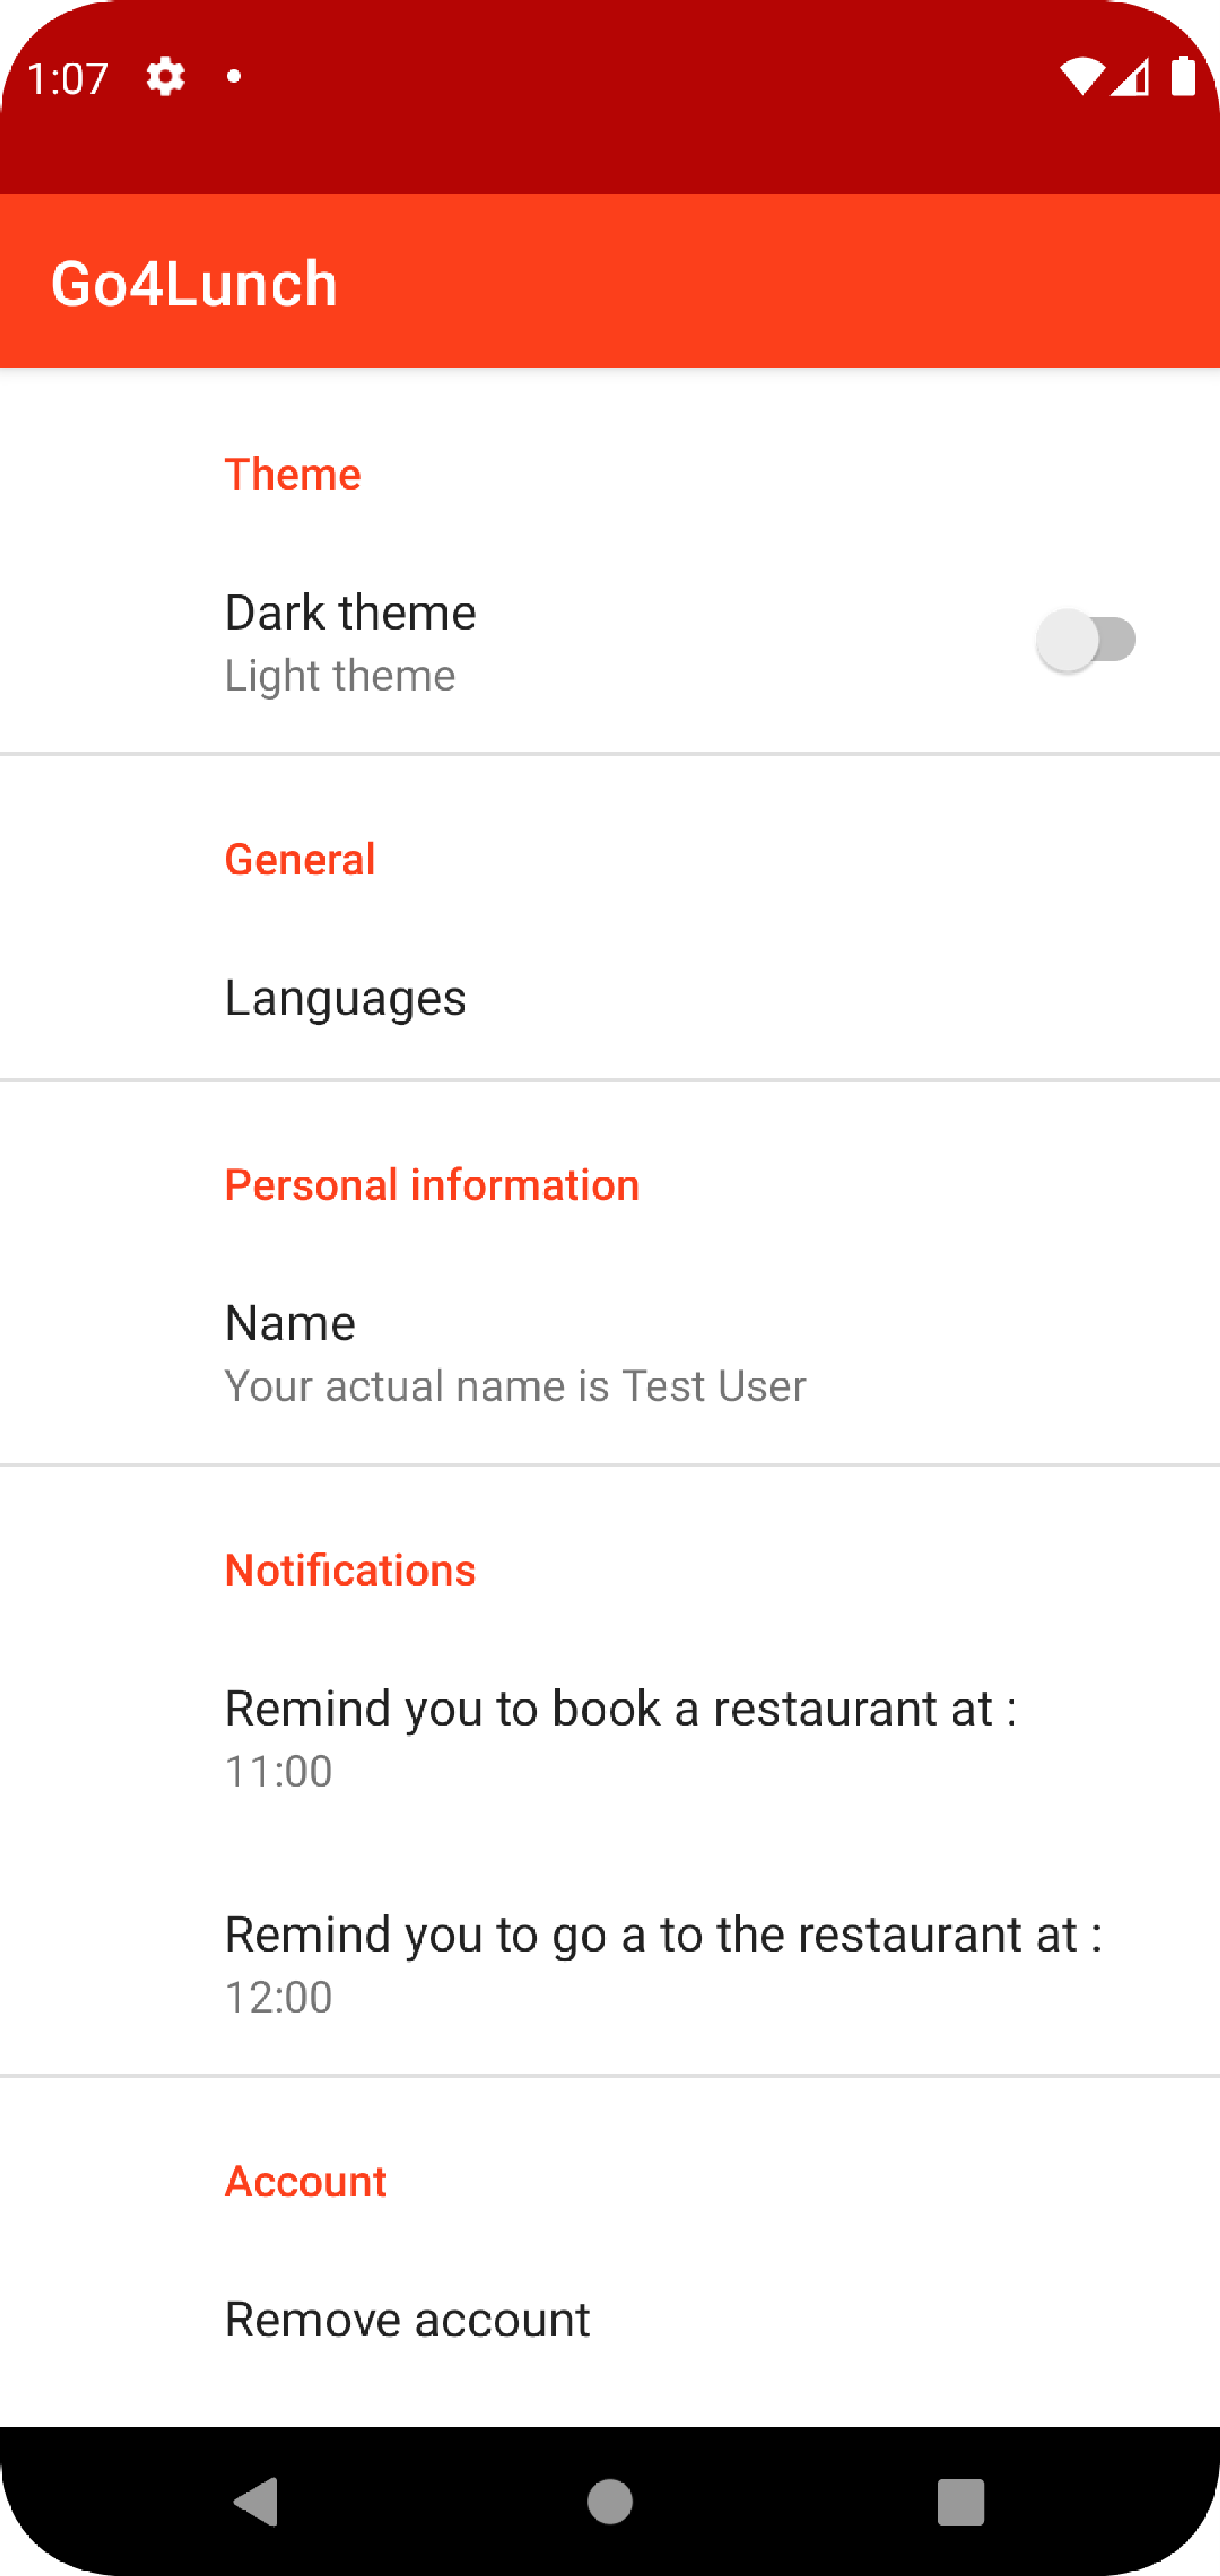 1:07
Go4Lunch
Theme
Dark theme
Light theme
General
Languages
Personal information
Name
Your actual name is Test User
Notifications
Remind you to book a restaurant at :
11:00
Remind you to go a to the restaurant at :
12:00
Account
Remove account